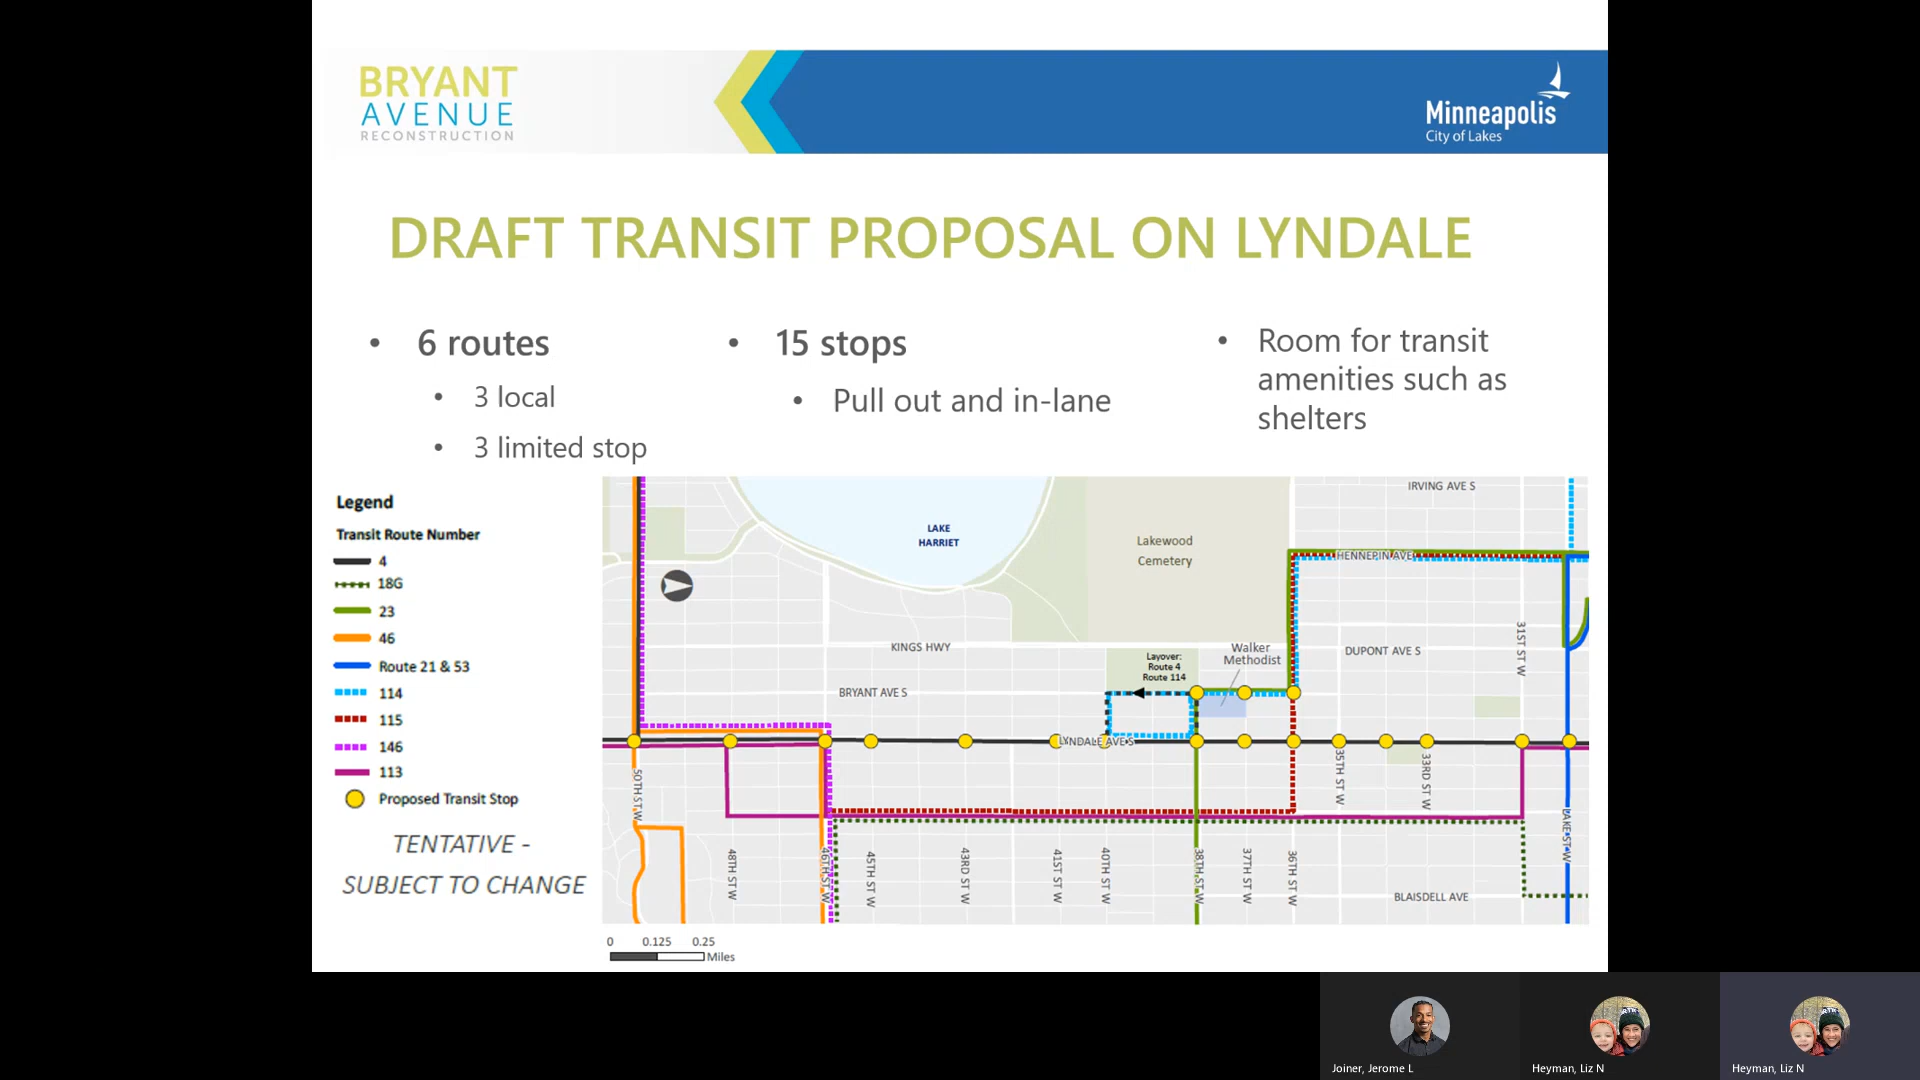 BRYANT
AVENUE
RECONSTRUCTION
Minneapolis
City of Lakes
DRAFT TRANSIT PROPOSAL ON LYNDALE
• 6 routes
• 3 local
• 3 limited stop
• 15 stops
• Pull out and in-lane
• Room for transit
amenities such as
shelters
Legend
Transit Route Number
4
18G
23
46
Route 21 & 53
114
115
146
113
Proposed Transit Stop
TENTATIVE -
SUBJECT TO CHANGE
IRVING AVE S
LAKE
HARRIET
Lakewood
Cemetery
HENNEPIN AVE
KINGS HWY
Walker
Methodist
DUPONT AVE S
31ST ST W
Layover:
Route 4
Route 114
BRYANT AVE S
LYNDALE AVE S
50TH ST W
35TH ST W
33RD ST W
LAKE ST W
48TH ST W
46TH ST W
45TH ST W
43RD ST W
41ST ST W
40TH ST W
38TH ST W
37TH ST W
36TH ST W
BLAISDELL AVE
0 0.125 0.25
Miles
Joiner, Jerome L
Heyman, Liz N
Heyman, Liz N